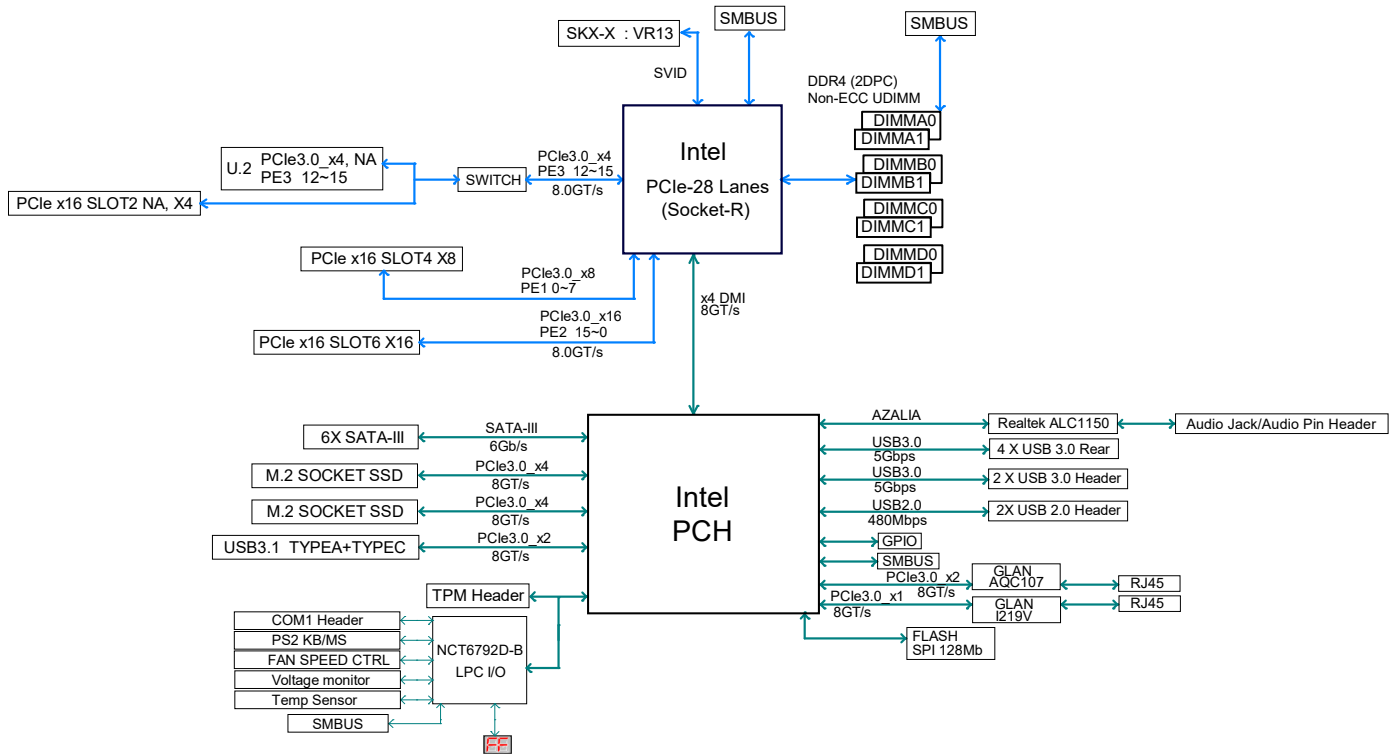 SMBUS
SMBUS
SKX-X : VR13
SVID
DDR4 (2DPC)
Non-ECC UDIMM
DIMMA0
DIMMA1
Intel
PCIe-28 Lanes
(Socket-R)
DIMMB0
DIMMB1
DIMMC0
DIMMC1
DIMMD0
DIMMD1
U.2 PCIe3.0_x4, NA
PE3 12~15
SWITCH
PCIe3.0_x4
PE3 12~15
8.0GT/s
PCIe x16 SLOT2 NA, X4
PCIe x16 SLOT4 X8
PCIe3.0_x8
PE1 0~7
x4 DMI
8GT/s
PCIe3.0_x16
PE2 15~0
8.0GT/s
PCIe x16 SLOT6 X16
Intel
PCH
6X SATA-III
SATA-III
6Gb/s
M.2 SOCKET SSD
PCIe3.0_x4
8GT/s
M.2 SOCKET SSD
PCIe3.0_x4
8GT/s
USB3.1 TYPEA+TYPEC
PCIe3.0_x2
8GT/s
AZALIA
Realtek ALC1150
Audio Jack/Audio Pin Header
USB3.0
5Gbps
4 X USB 3.0 Rear
USB3.0
5Gbps
2 X USB 3.0 Header
USB2.0
480Mbps
2X USB 2.0 Header
GPIO
SMBUS
PCIe3.0_x2
8GT/s
GLAN
AQC107
RJ45
PCIe3.0_x1
8GT/s
GLAN
I219V
RJ45
FLASH
SPI 128Mb
TPM Header
COM1 Header
PS2 KB/MS
FAN SPEED CTRL
Voltage monitor
Temp Sensor
SMBUS
NCT6792D-B
LPC I/O
FF